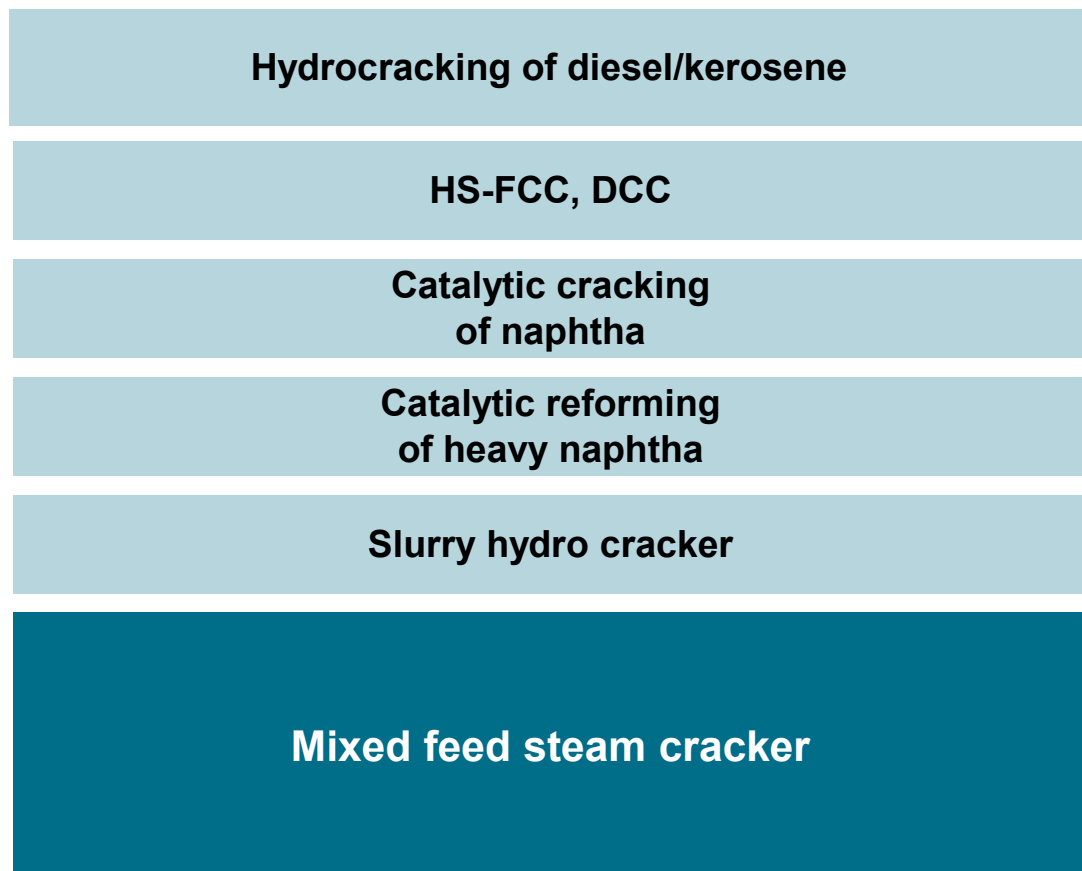 Hydrocracking of diesel/kerosene
HS-FCC, DCC
Catalytic cracking
of naphtha
Catalytic reforming
of heavy naphtha
Slurry hydro cracker
Mixed feed steam cracker